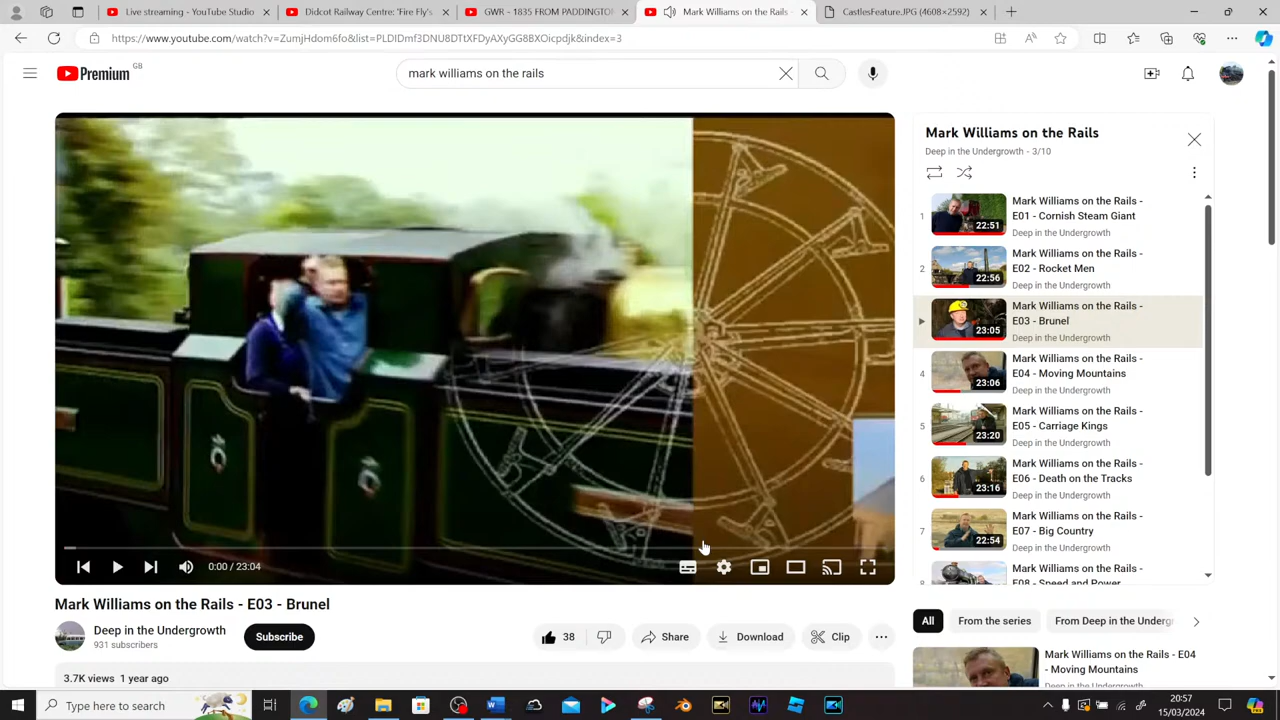 Live streaming - YouTube Studio
Didcot Railway Centre 'Fire Fly's
GWR – 1835 FROM PADDINGTON
Mark Williams on the Rails -
CastlesFeature.JPG (608×2592)
https://www.youtube.com/watch?v=ZumjHdom6fo&list=PLDIDmf3DNU8DTtXFDyAXyGG8BXOicpdjk&index=3
Premium GB
mark williams on the rails
Mark Williams on the Rails
Deep in the Undergrowth - 3/10
1
Mark Williams on the Rails -
E01 - Cornish Steam Giant
22:51
Deep in the Undergrowth
2
Mark Williams on the Rails -
E02 - Rocket Men
22:56
Deep in the Undergrowth
Mark Williams on the Rails -
E03 - Brunel
23:05
Deep in the Undergrowth
4
Mark Williams on the Rails -
E04 - Moving Mountains
23:06
Deep in the Undergrowth
5
Mark Williams on the Rails -
E05 - Carriage Kings
23:20
Deep in the Undergrowth
6
Mark Williams on the Rails -
E06 - Death on the Tracks
23:16
Deep in the Undergrowth
7
Mark Williams on the Rails -
E07 - Big Country
22:54
Deep in the Undergrowth
8
Mark Williams on the Rails -
E08 - Speed and Power
0:00 / 23:04
Mark Williams on the Rails - E03 - Brunel
Deep in the Undergrowth
931 subscribers
Subscribe
38
Share
Download
Clip
All
From the series
From Deep in the Underg
Mark Williams on the Rails - E04
- Moving Mountains
Deep in the Undergrowth
3.7K views 1 year ago
Type here to search
20:57
15/03/2024